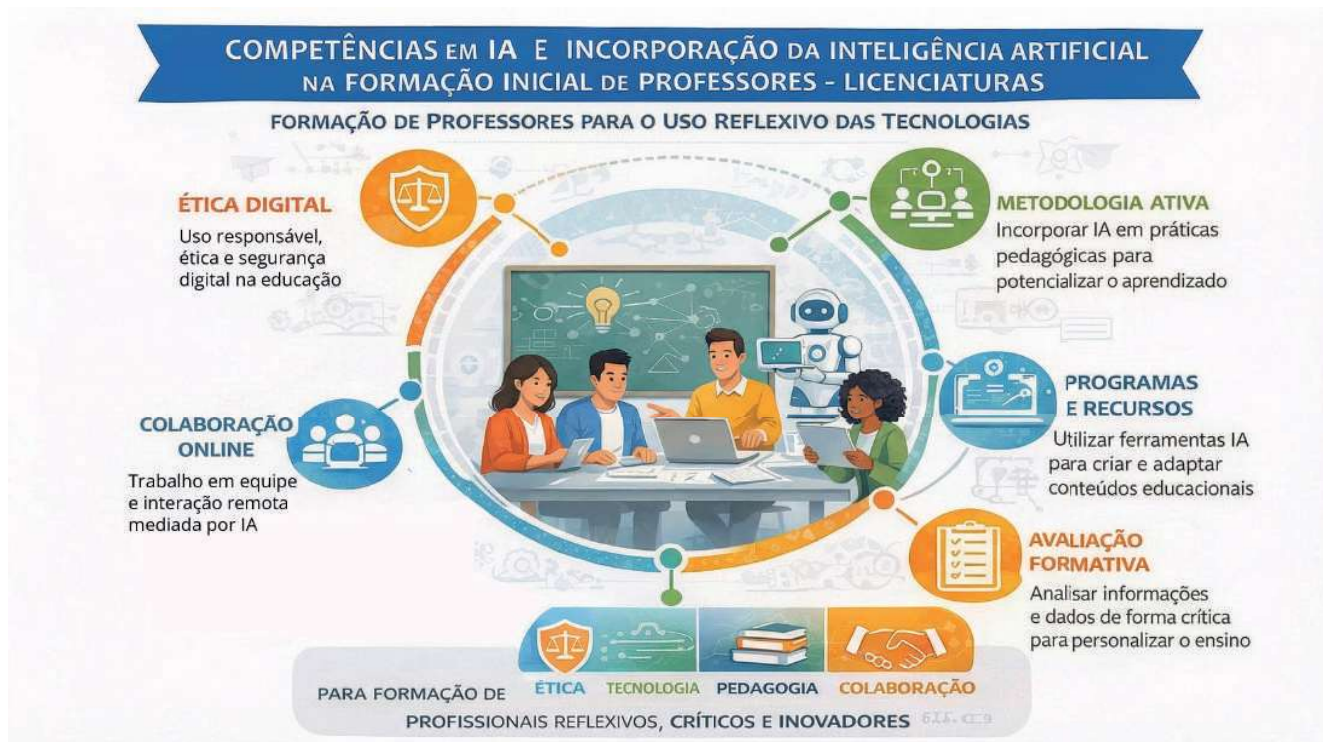 COMPETÊNCIAS EM IA E INCORPORAÇÃO DA INTELIGÊNCIA ARTIFICIAL
NA FORMAÇÃO INICIAL DE PROFESSORES - LICENCIATURAS
FORMAÇÃO DE PROFESSORES PARA O USO REFLEXIVO DAS TECNOLOGIAS
ÉTICA DIGITAL
Uso responsável,
ética e segurança
digital na educação
METODOLOGIA ATIVA
Incorporar IA em práticas
pedagógicas para
potencializar o aprendizado
COLABORAÇÃO
ONLINE
Trabalho em equipe
e interação remota
mediada por IA
PROGRAMAS
E RECURSOS
Utilizar ferramentas IA
para criar e adaptar
conteúdos educacionais
AVALIAÇÃO
FORMATIVA
Analisar informações
e dados de forma crítica
para personalizar o ensino
PARA FORMAÇÃO DE
ÉTICA TECNOLOGIA PEDAGOGIA COLABORAÇÃO
PROFISSIONAIS REFLEXIVOS, CRÍTICOS E INOVADORES